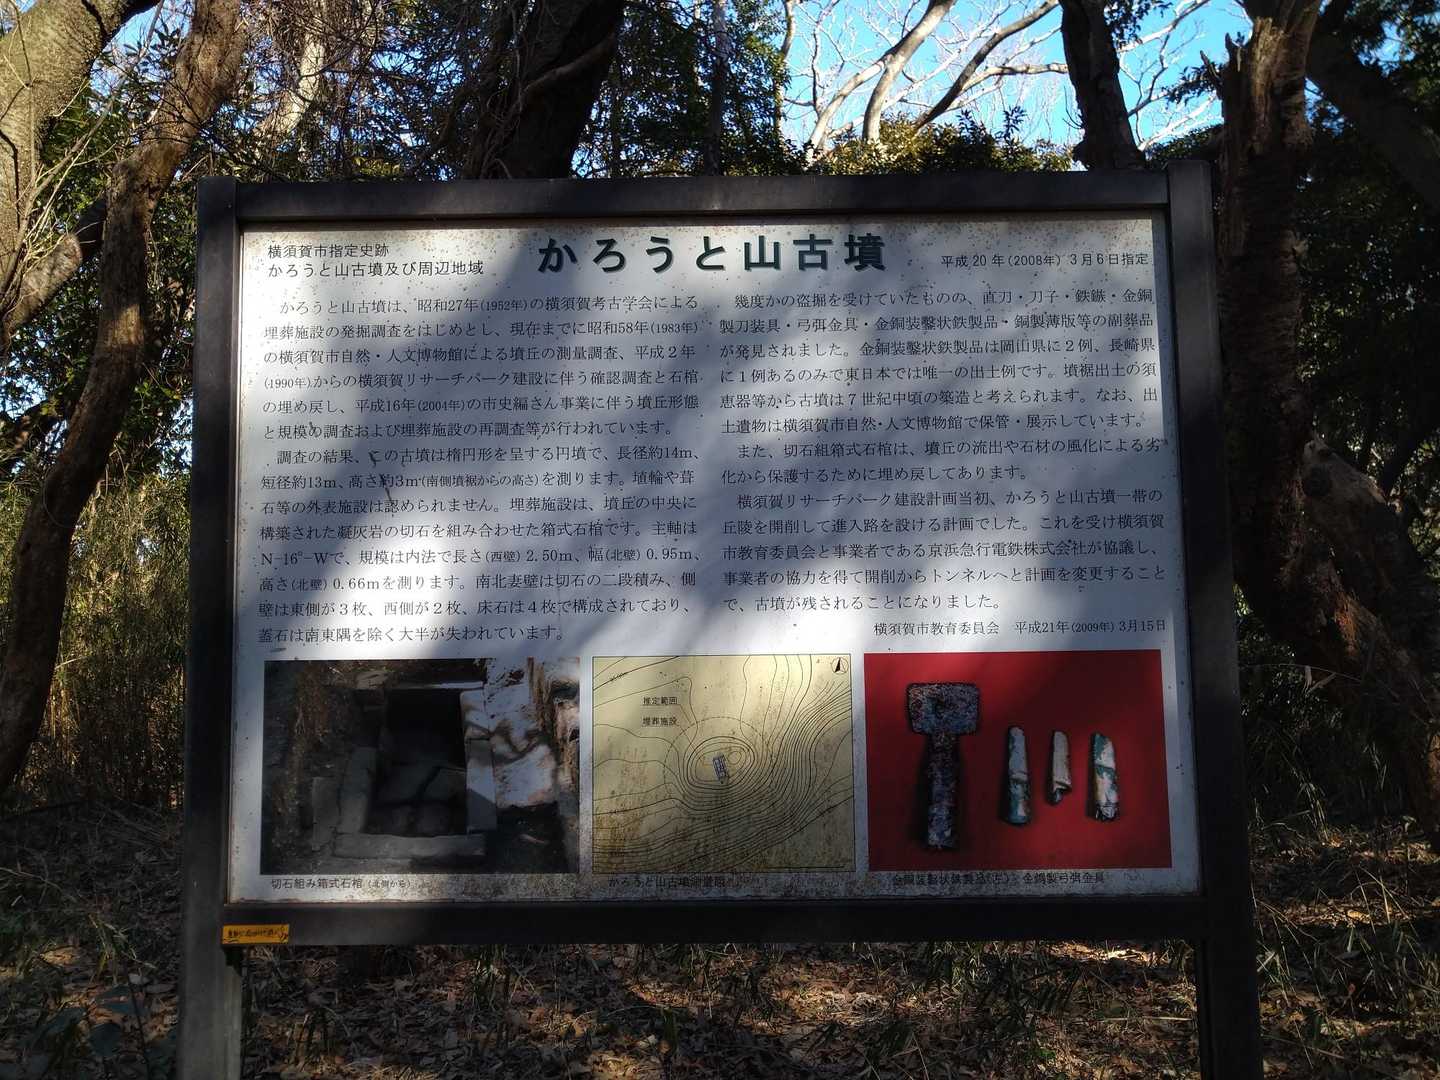 横須賀市指定史跡
かろうと山古墳及び周辺地域
かろうと山古墳
平成20年(2008年)3月6日指定
かろうと山古墳は、昭和27年(1952年)の横須賀考古学会による
埋葬施設の発掘調査をはじめとし、現在までに昭和58年(1983年)
の横須賀市自然・人文博物館による墳丘の測量調査、平成2年
(1990年)からの横須賀リサーチパーク建設に伴う確認調査と石棺
の埋め戻し、平成16年(2004年)の市史編さん事業に伴う墳丘形態
と規模の調査および埋葬施設の再調査等が行われています。
調査の結果、この古墳は楕円形を呈する円墳で、長径約14m、
短径約13m、高さ約3m(南側墳裾からの高さ)を測ります。埴輪や葺
石等の外表施設は認められません。埋葬施設は、墳丘の中央に
構築された凝灰岩の切石を組み合わせた箱式石棺です。主軸は
N-16°-Wで、規模は内法で長さ(西壁)2.50m、幅(北壁)0.95m、
高さ(北壁)0.66mを測ります。南北妻壁は切石の二段積み、側
壁は東側が3枚、西側が2枚、床石は4枚で構成されており、
蓋石は南東隅を除く大半が失われています。
幾度かの盗掘を受けていたものの、直刀・刀子・鉄鏃・金銅
製刀装具・弓弭金具・金銅装鑿状鉄製品・銅製薄版等の副葬品
が発見されました。金銅装鑿状鉄製品は岡山県に2例、長崎県
に1例あるのみで東日本では唯一の出土例です。墳裾出土の須
恵器等から古墳は7世紀中頃の築造と考えられます。なお、出
土遺物は横須賀市自然・人文博物館で保管・展示しています。
また、切石組箱式石棺は、墳丘の流出や石材の風化による劣
化から保護するために埋め戻してあります。
横須賀リサーチパーク建設計画当初、かろうと山古墳一帯の
丘陵を開削して進入路を設ける計画でした。これを受け横須賀
市教育委員会と事業者である京浜急行電鉄株式会社が協議し、
事業者の協力を得て開削からトンネルへと計画を変更すること
で、古墳が残されることになりました。
横須賀市教育委員会 平成21年(2009年)3月15日
推定範囲
埋葬施設
切石組み箱式石棺(北側から)
かろうと山古墳測量図
金銅装鑿状鉄製品(左)・金銅製弓弭金具